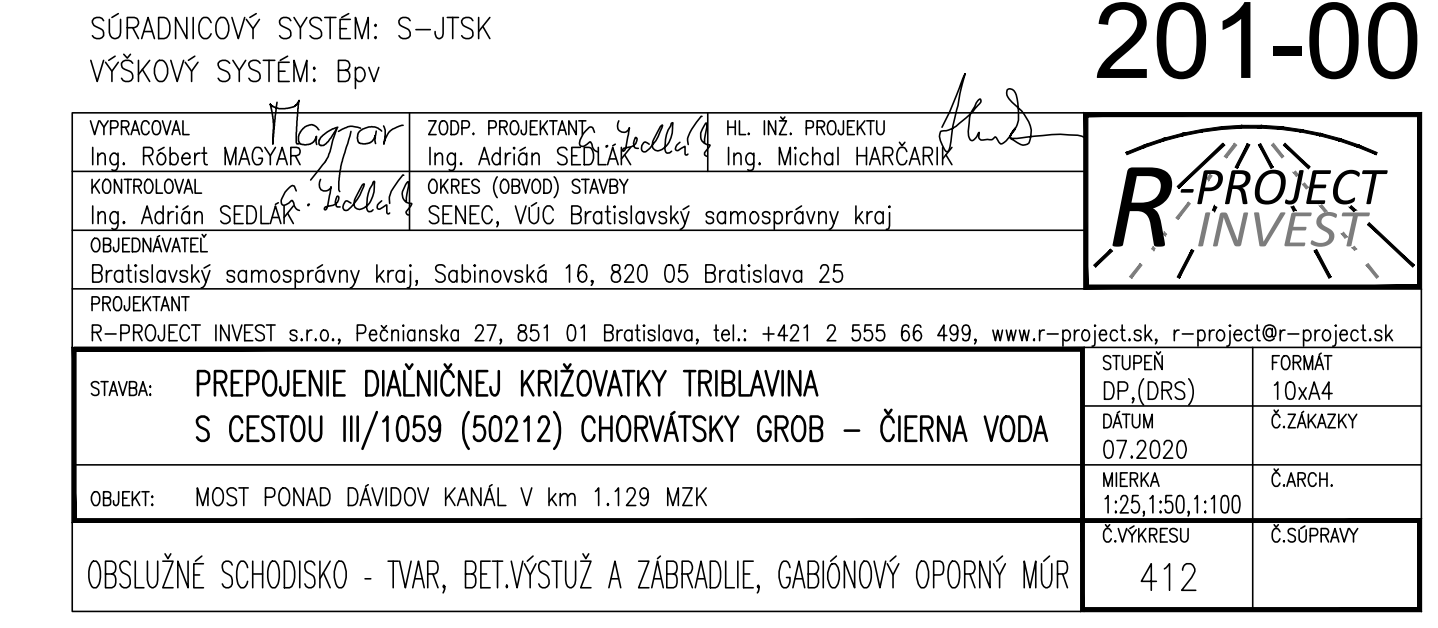 SÚRADNICOVÝ SYSTÉM: S-JTSK
VÝŠKOVÝ SYSTÉM: Bpv
201-00
VYPRACOVAL
Ing. Róbert MAGYAR
Magyar
ZODP. PROJEKTANT
Ing. Adrián SEDLÁK
A. Sedlák
HL. INŽ. PROJEKTU
Ing. Michal HARČARIK
R-PROJECT
INVEST
KONTROLOVAL
Ing. Adrián SEDLÁK
A. Sedlák
OKRES (OBVOD) STAVBY
SENEC, VÚC Bratislavský samosprávny kraj
OBJEDNÁVATEĽ
Bratislavský samosprávny kraj, Sabinovská 16, 820 05 Bratislava 25
PROJEKTANT
R-PROJECT INVEST s.r.o., Pečnianska 27, 851 01 Bratislava, tel.: +421 2 555 66 499, www.r-project.sk, r-project@r-project.sk
STAVBA: PREPOJENIE DIAĽNIČNEJ KRIŽOVATKY TRIBLAVINA
S CESTOU III/1059 (50212) CHORVÁTSKY GROB – ČIERNA VODA
OBJEKT: MOST PONAD DÁVIDOV KANÁL V km 1.129 MZK
STUPEŇ
DP,(DRS)
FORMÁT
10xA4
DÁTUM
07.2020
Č.ZÁKAZKY
MIERKA
1:25,1:50,1:100
Č.ARCH.
OBSLUŽNÉ SCHODISKO - TVAR, BET.VÝSTUŽ A ZÁBRADLIE, GABIÓNOVÝ OPORNÝ MÚR
Č.VÝKRESU
412
Č.SÚPRAVY